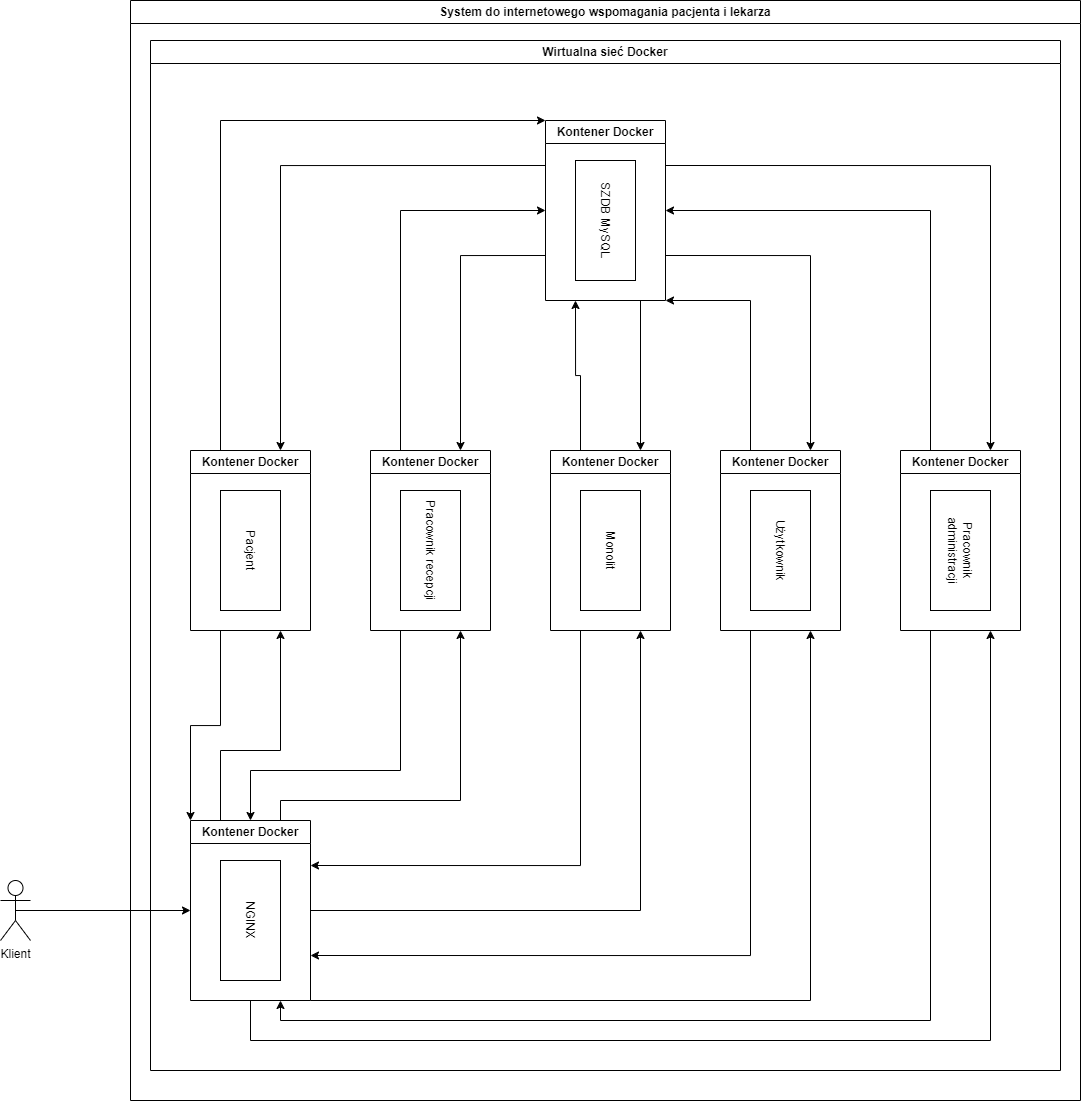 System do internetowego wspomagania pacjenta i lekarza
Wirtualna sieć Docker
Kontener Docker
SZDB MySQL
Kontener Docker
Pacjent
Kontener Docker
Pracownik recepcji
Kontener Docker
Monolit
Kontener Docker
Użytkownik
Kontener Docker
Pracownik
administracji
Kontener Docker
NGINX
Klient